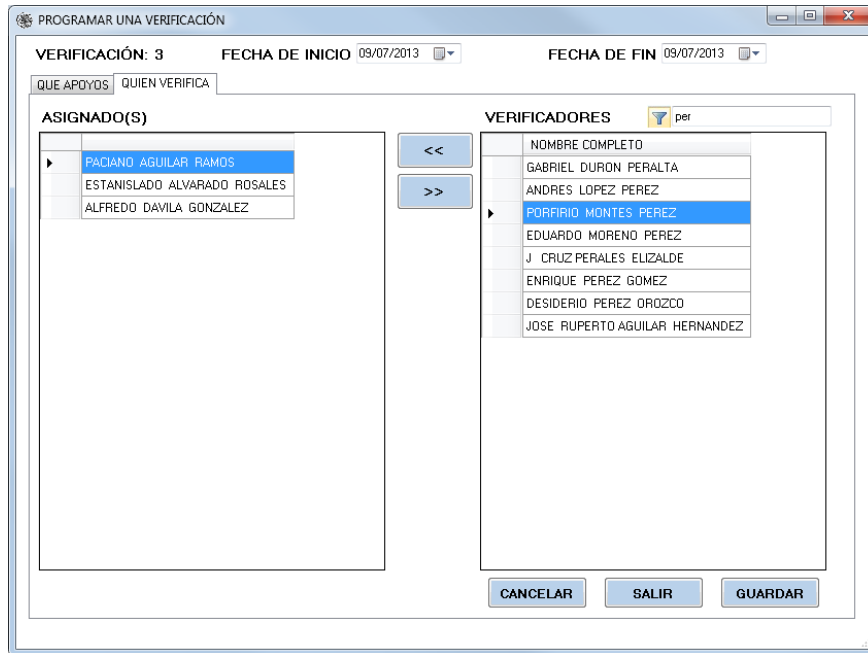 PROGRAMAR UNA VERIFICACIÓN
VERIFICACIÓN: 3 FECHA DE INICIO 09/07/2013 FECHA DE FIN 09/07/2013
QUE APOYOS QUIEN VERIFICA
ASIGNADO(S)
PACIANO AGUILAR RAMOS
ESTANISLADO ALVARADO ROSALES
ALFREDO DAVILA GONZALEZ
<<
>>
VERIFICADORES per
NOMBRE COMPLETO
GABRIEL DURON PERALTA
ANDRES LOPEZ PEREZ
PORFIRIO MONTES PEREZ
EDUARDO MORENO PEREZ
J CRUZ PERALES ELIZALDE
ENRIQUE PEREZ GOMEZ
DESIDERIO PEREZ OROZCO
JOSE RUPERTO AGUILAR HERNANDEZ
CANCELAR SALIR GUARDAR